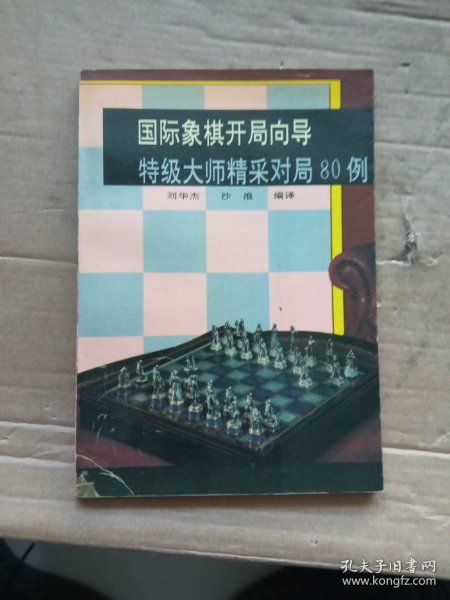 国际象棋开局向导
特级大师精采对局80例
刘华杰 沙浪 编译
孔夫子旧书网
www.kongfz.com